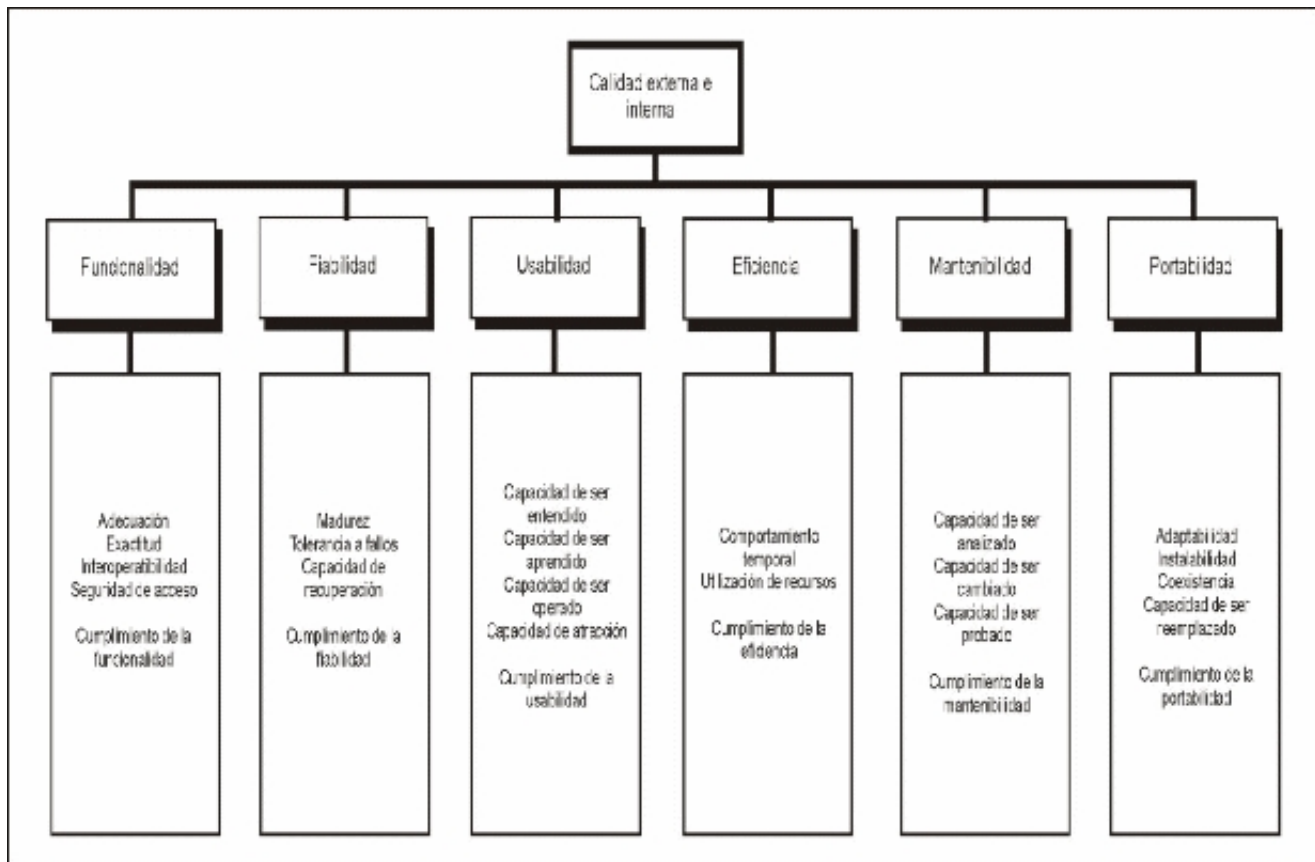 Calidad externa e
interna
Funcionalidad
Fiabilidad
Usabilidad
Eficiencia
Mantenibilidad
Portabilidad
Adecuación
Exactitud
Interoperatibilidad
Seguridad de acceso
Cumplimiento de la
funcionalidad
Madurez
Tolerancia a fallos
Capacidad de
recuperación
Cumplimiento de la
fiabilidad
Capacidad de ser
entendido
Capacidad de ser
aprendido
Capacidad de ser
operado
Capacidad de atracción
Cumplimiento de la
usabilidad
Comportamiento
temporal
Utilización de recursos
Cumplimiento de la
eficiencia
Capacidad de ser
analizado
Capacidad de ser
cambiado
Capacidad de ser
probado
Cumplimiento de la
mantenibilidad
Adaptabilidad
Instalabilidad
Coexistencia
Capacidad de ser
reemplazado
Cumplimiento de la
portabilidad